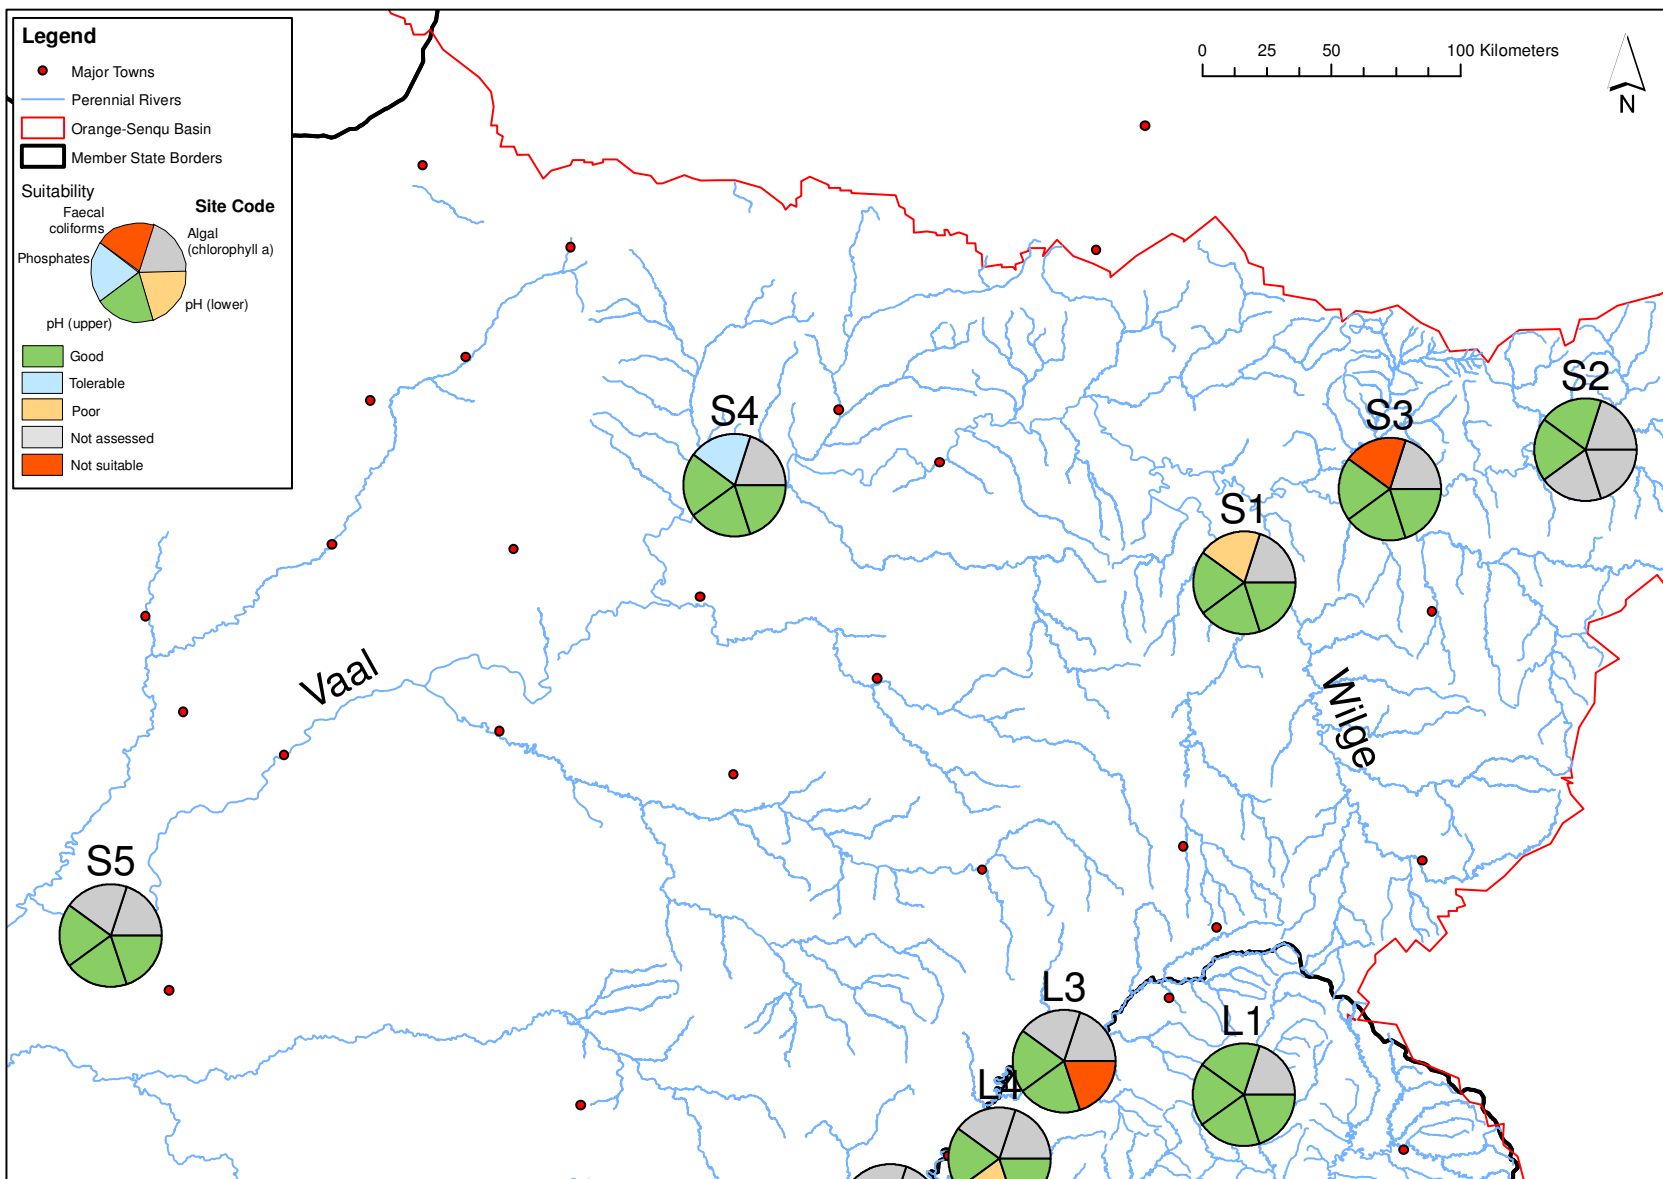 Legend
Major Towns
Perennial Rivers
Orange-Senqu Basin
Member State Borders
Suitability
Site Code
Faecal
coliforms
Algal
(chlorophyll a)
Phosphates
pH (lower)
pH (upper)
Good
Tolerable
Poor
Not assessed
Not suitable
0 25 50 100 Kilometers
N
S2
S4
S3
S1
Vaal
Wilge
S5
L3
L1
L4